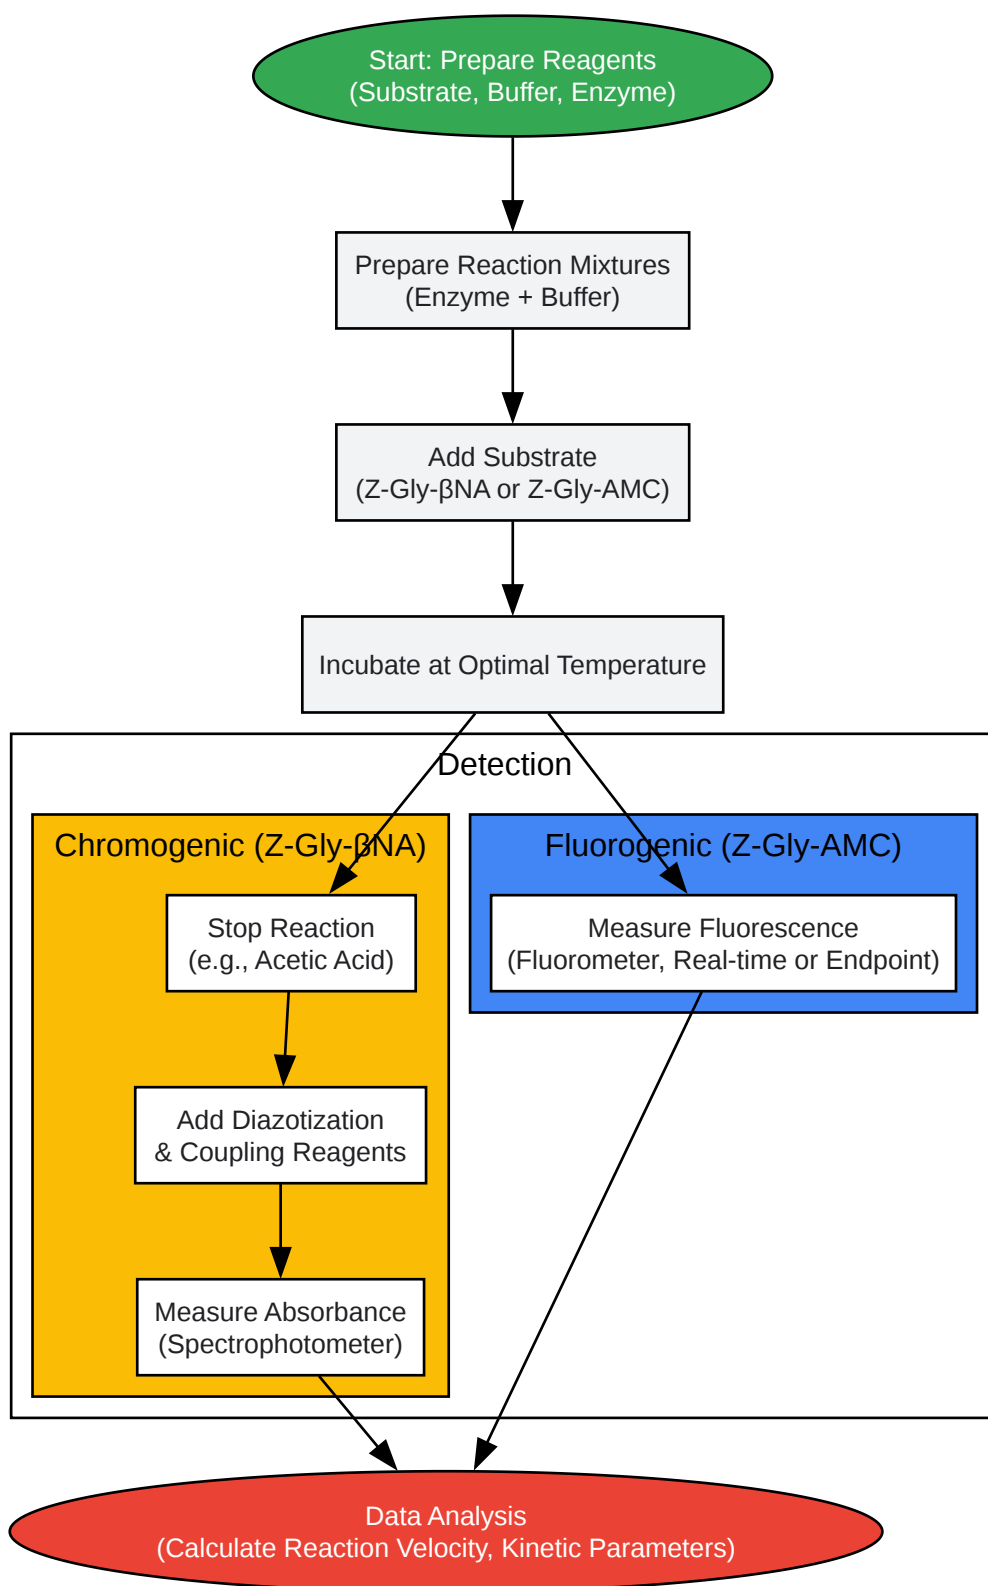 Start: Prepare Reagents
(Substrate, Buffer, Enzyme)
Prepare Reaction Mixtures
(Enzyme + Buffer)
Add Substrate
(Z-Gly-βNA or Z-Gly-AMC)
Incubate at Optimal Temperature
Detection
Chromogenic (Z-Gly-βNA)
Stop Reaction
(e.g., Acetic Acid)
Add Diazotization
& Coupling Reagents
Measure Absorbance
(Spectrophotometer)
Fluorogenic (Z-Gly-AMC)
Measure Fluorescence
(Fluorometer, Real-time or Endpoint)
Data Analysis
(Calculate Reaction Velocity, Kinetic Parameters)